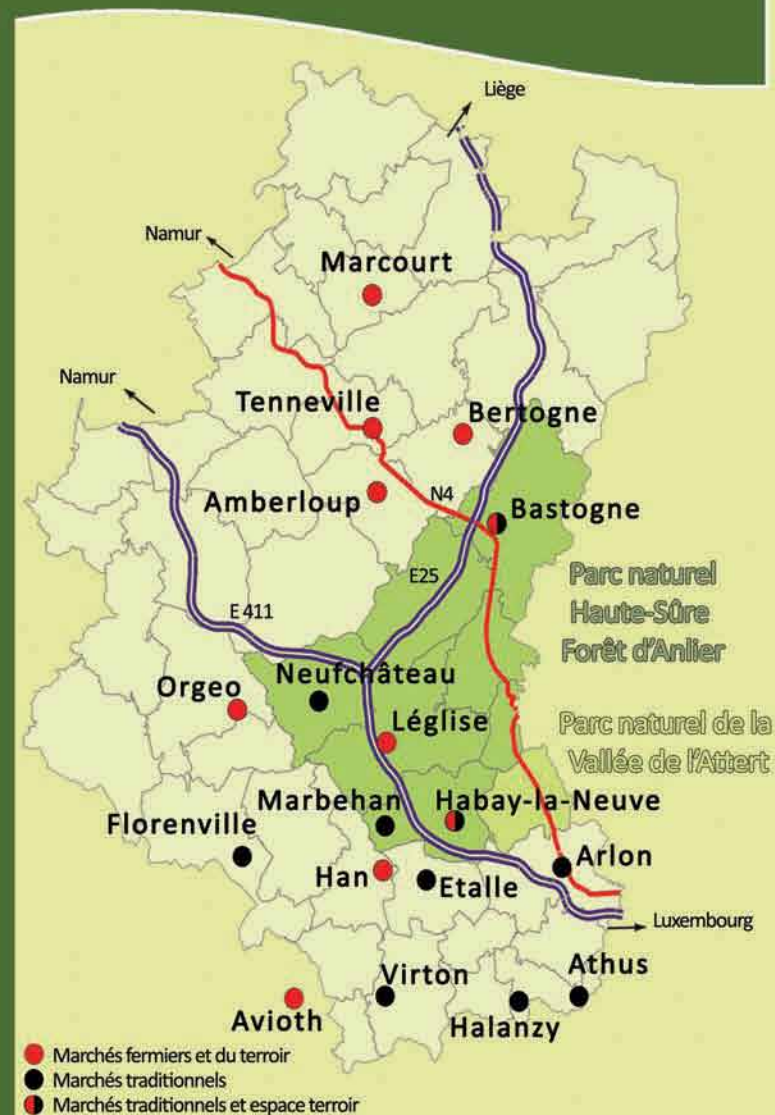 Liège
Namur
Marcourt
Namur
Tenneville
Bertogne
Amberloup
N4
Bastogne
E25
Parc naturel
Haute-Sûre
Forêt d'Anlier
E 411
Neufchâteau
Orgeo
Léglise
Parc naturel de la
Vallée de l'Attert
Marbehan
Habay-la-Neuve
Florenville
Arlon
Han
Etalle
Luxembourg
Virton
Athus
Avioth
Halanzy
Marchés fermiers et du terroir
Marchés traditionnels
Marchés traditionnels et espace terroir